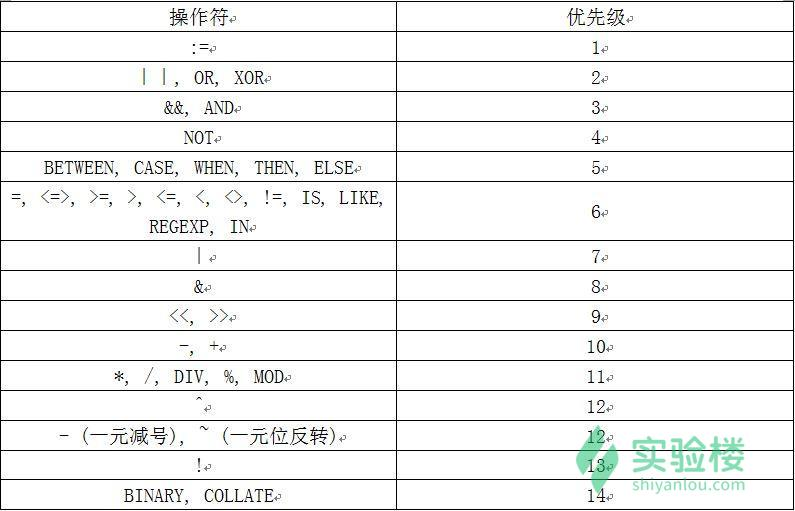 操作符 优先级
:= 1
||, OR, XOR 2
&&, AND 3
NOT 4
BETWEEN, CASE, WHEN, THEN, ELSE 5
=, <=>, >=, >, <=, <, <>, !=, IS, LIKE,
REGEXP, IN 6
| 7
& 8
<<, >> 9
-, + 10
*, /, DIV, %, MOD 11
^ 12
- (一元减号), ~ (一元位反转) 12
! 13
BINARY, COLLATE 14
实验楼
shiyanlou.com